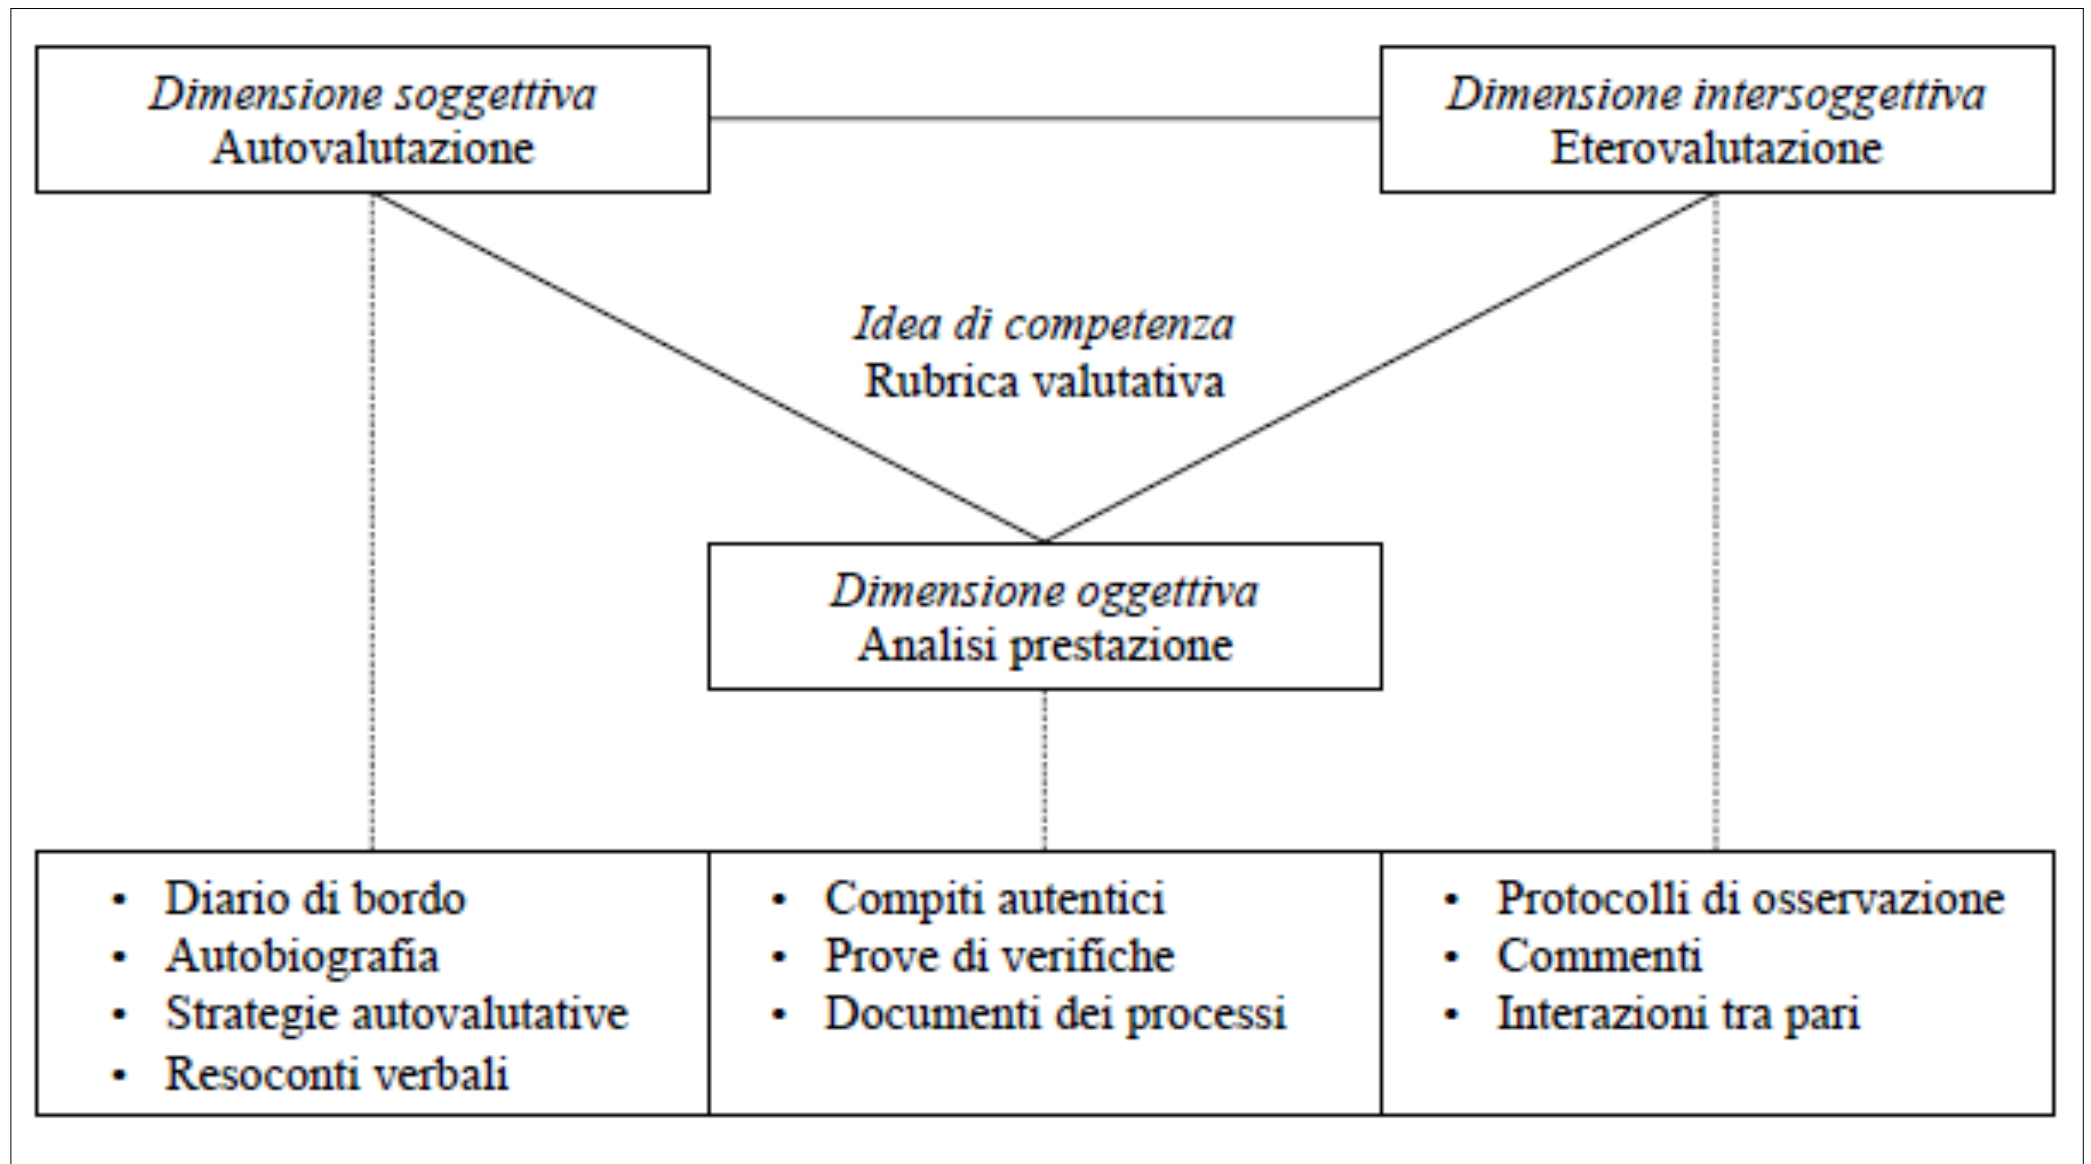 Dimensione soggettiva
Autovalutazione
Dimensione intersoggettiva
Eterovalutazione
Idea di competenza
Rubrica valutativa
Dimensione oggettiva
Analisi prestazione
• Diario di bordo
• Autobiografia
• Strategie autovalutative
• Resoconti verbali
• Compiti autentici
• Prove di verifiche
• Documenti dei processi
• Protocolli di osservazione
• Commenti
• Interazioni tra pari